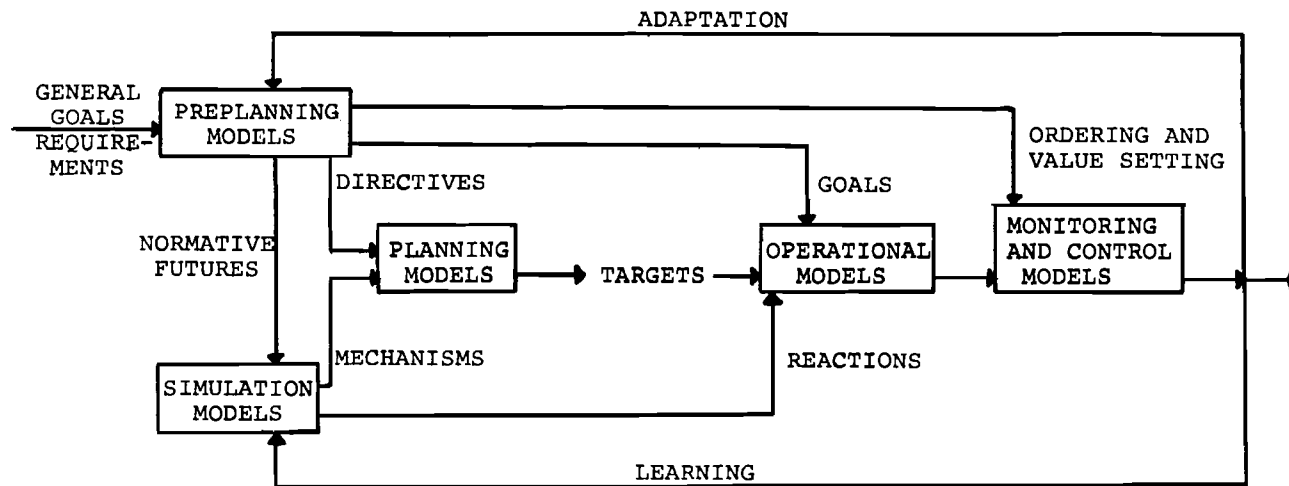 ADAPTATION
GENERAL
GOALS
REQUIRE-
MENTS
PREPLANNING
MODELS
ORDERING AND
VALUE SETTING
DIRECTIVES
GOALS
NORMATIVE
FUTURES
PLANNING
MODELS
TARGETS
OPERATIONAL
MODELS
MONITORING
AND CONTROL
MODELS
MECHANISMS
REACTIONS
SIMULATION
MODELS
LEARNING